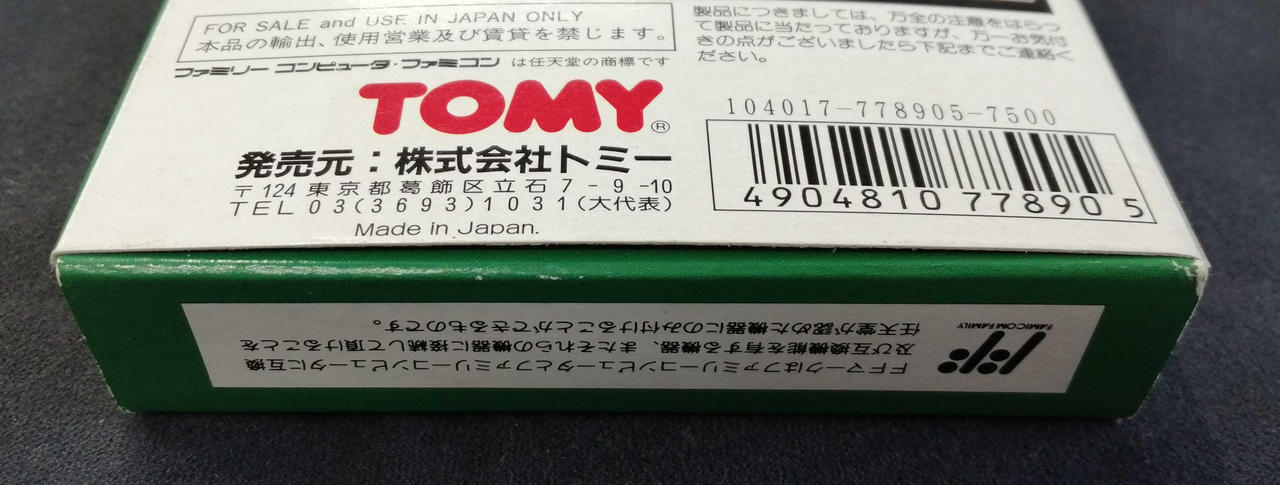 FOR SALE and USE IN JAPAN ONLY
本品の輸出、使用営業及び賃貸を禁じます。
ファミリー コンピュータ・ファミコン は任天堂の商標です
TOMY®
発売元：株式会社トミー
〒124 東京都葛飾区立石7-9-10
TEL 03(3693)1031(大代表)
Made in Japan.
製品につきましては、万全の注意をはらっ
て製品に当たっておりますが、万一お気付
きの点がございましたら下記までご連絡く
ださい。
104017-778905-7500
4904810 778905
FAMICOM FAMILY
FFマークはファミリーコンピュータとファミリーコンピュータに互換
及び互換機能を有する機器、またそれらの機器に接続して頂けることを
任天堂が認めた機器にのみ付けることができるものです。